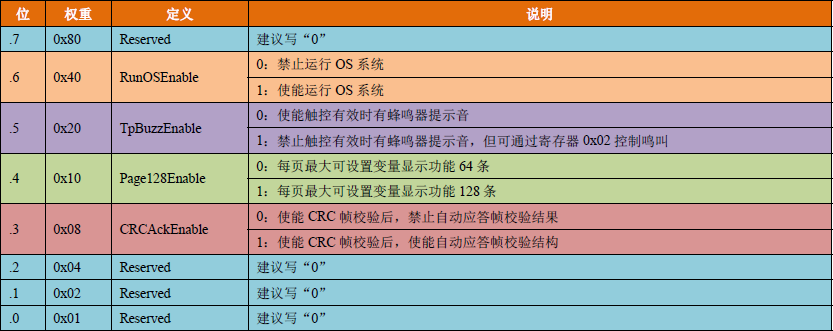 位 权重 定义 说明
.7 0x80 Reserved 建议写“0”
.6 0x40 RunOSEnable 0：禁止运行 OS 系统
1：使能运行 OS 系统
.5 0x20 TpBuzzEnable 0：使能触控有效时有蜂鸣器提示音
1：禁止触控有效时有蜂鸣器提示音，但可通过寄存器 0x02 控制鸣叫
.4 0x10 Page128Enable 0：每页最大可设置变量显示功能 64 条
1：每页最大可设置变量显示功能 128 条
.3 0x08 CRCAckEnable 0：使能 CRC 帧校验后，禁止自动应答帧校验结果
1：使能 CRC 帧校验后，使能自动应答帧校验结构
.2 0x04 Reserved 建议写“0”
.1 0x02 Reserved 建议写“0”
.0 0x01 Reserved 建议写“0”